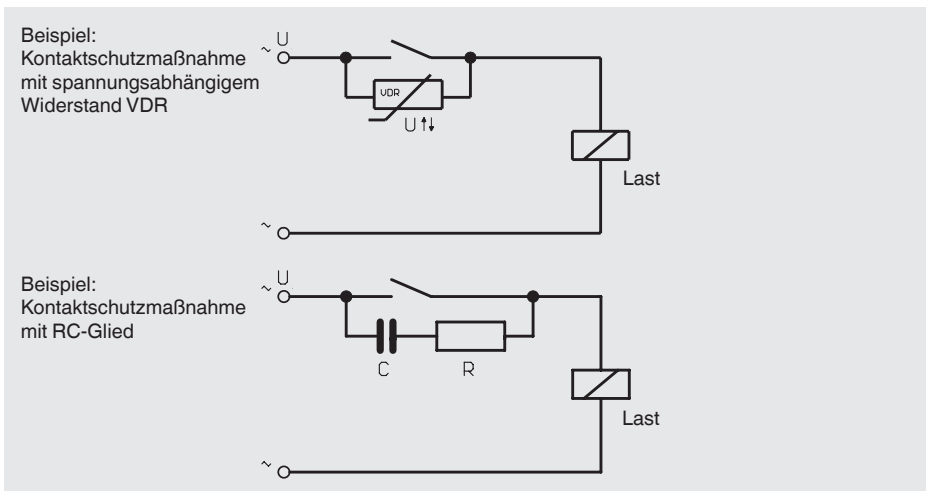 Beispiel:
Kontaktschutzmaßnahme
mit spannungsabhängigem
Widerstand VDR
~ U
VDR
U ↑↓
Last
~
Beispiel:
Kontaktschutzmaßnahme
mit RC-Glied
~ U
C R
Last
~